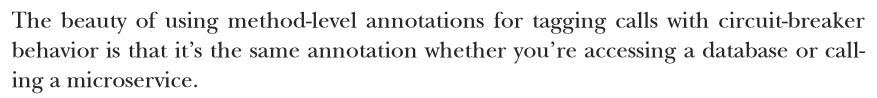 The beauty of using method-level annotations for tagging calls with circuit-breaker
behavior is that it’s the same annotation whether you’re accessing a database or call-
ing a microservice.